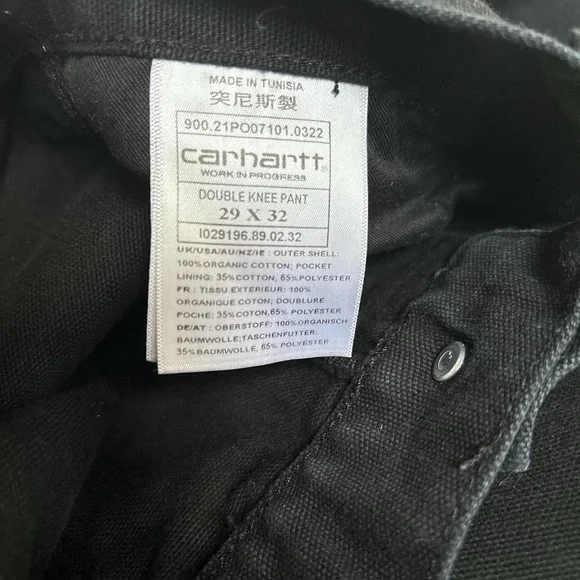 MADE IN TUNISIA
突尼斯製
900.21PO07101.0322
carhartt®
WORK IN PROGRESS
DOUBLE KNEE PANT
29 X 32
I029196.89.02.32
UK/USA/AU/NZ/IE : OUTER SHELL:
100%ORGANIC COTTON; POCKET
LINING: 35%COTTON, 65%POLYESTER
FR : TISSU EXTERIEUR: 100%
ORGANIQUE COTON; DOUBLURE
POCHE: 35%COTON,65% POLYESTER
DE/AT : OBERSTOFF: 100%ORGANISCH
BAUMWOLLE;TASCHENFUTTER:
35%BAUMWOLLE, 65% POLYESTER